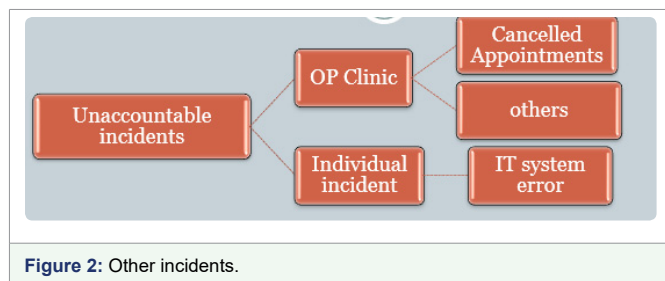 Cancelled
Appointments
OP Clinic
Unaccountable
incidents
others
Individual
incident
IT system
error
Figure 2: Other incidents.